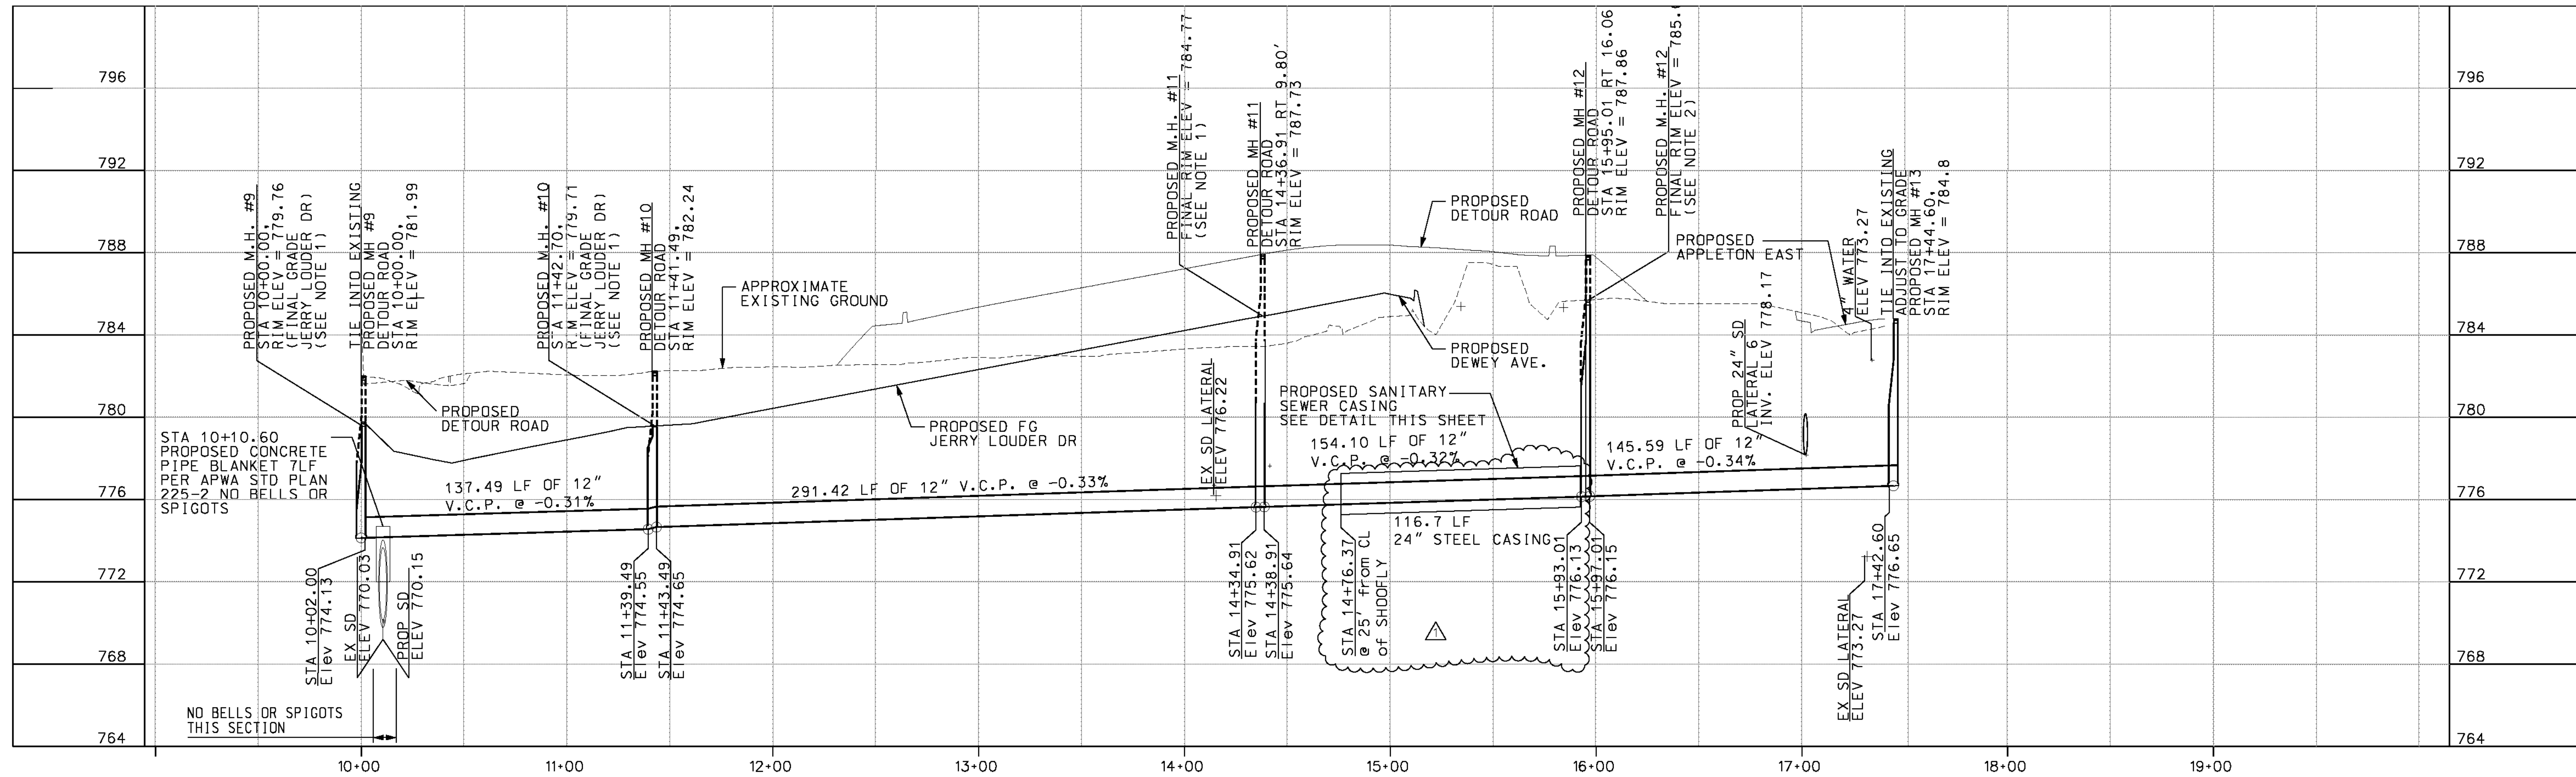 796
792
788
784
780
776
772
768
764
PROPOSED M.H. #9
STA 10+00.00,
RIM ELEV = 779.76
(FINAL GRADE
JERRY LOUDER DR)
(SEE NOTE 1)
TIE INTO EXISTING
PROPOSED MH #9
DETOUR ROAD
STA 10+00.00,
RIM ELEV = 781.99
PROPOSED M.H. #10
STA 11+42.70,
RIM ELEV = 779.71
(FINAL GRADE
JERRY LOUDER DR)
(SEE NOTE 1)
PROPOSED MH #10
DETOUR ROAD
STA 11+41.49,
RIM ELEV = 782.24
APPROXIMATE
EXISTING GROUND
PROPOSED M.H. #11
FINAL RIM ELEV = 784.77
(SEE NOTE 1)
PROPOSED MH #11
DETOUR ROAD
STA 14+36.91 RT 9.80'
RIM ELEV = 787.73
PROPOSED
DETOUR ROAD
PROPOSED MH #12
DETOUR ROAD
STA 15+95.01 RT 16.06
RIM ELEV = 787.86
PROPOSED M.H. #12
FINAL RIM ELEV = 785.
(SEE NOTE 2)
PROPOSED
APPLETON EAST
4" WATER
ELEV 773.27
TIE INTO EXISTING
ADJUST TO GRADE
PROPOSED MH #13
STA 17+44.60,
RIM ELEV = 784.8
PROPOSED
DETOUR ROAD
PROPOSED FG
JERRY LOUDER DR
PROPOSED
DEWEY AVE.
EX SD LATERAL
ELEV 776.22
PROPOSED SANITARY
SEWER CASING
SEE DETAIL THIS SHEET
PROP 24" SD
LATERAL 6
INV. ELEV 778.17
STA 10+10.60
PROPOSED CONCRETE
PIPE BLANKET 7LF
PER APWA STD PLAN
225-2 NO BELLS OR
SPIGOTS
137.49 LF OF 12"
V.C.P. @ -0.31%
291.42 LF OF 12" V.C.P. @ -0.33%
154.10 LF OF 12"
V.C.P. @ -0.32%
145.59 LF OF 12"
V.C.P. @ -0.34%
116.7 LF
24" STEEL CASING
STA 10+02.00
Elev 774.13
EX SD
ELEV 770.03
PROP SD
ELEV 770.15
STA 11+39.49
Elev 774.55
STA 11+43.49
Elev 774.65
STA 14+34.91
Elev 775.62
STA 14+38.91
Elev 775.64
STA 14+76.37
@ 25' from CL
of SHOOFLY
1
STA 15+93.01
Elev 776.13
STA 15+97.01
Elev 776.15
EX SD LATERAL
ELEV 773.27
STA 17+42.60
Elev 776.65
NO BELLS OR SPIGOTS
THIS SECTION
796
792
788
784
780
776
772
768
764
10+00
11+00
12+00
13+00
14+00
15+00
16+00
17+00
18+00
19+00